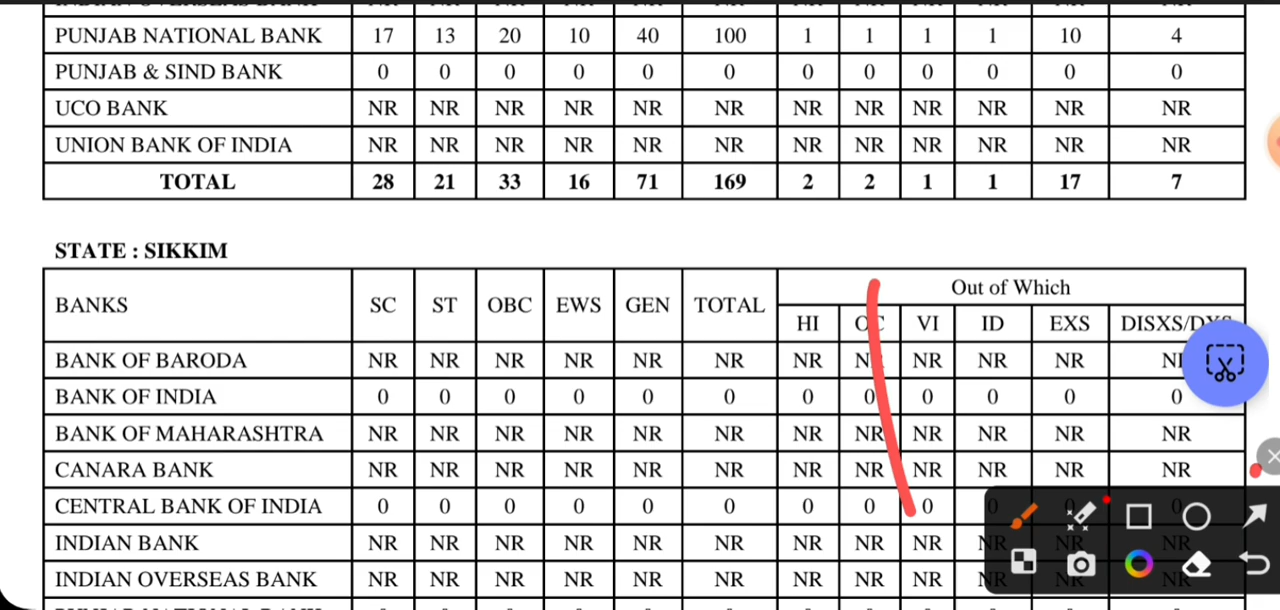 PUNJAB NATIONAL BANK 17 13 20 10 40 100 1 1 1 1 10 4
PUNJAB & SIND BANK 0 0 0 0 0 0 0 0 0 0 0 0
UCO BANK NR NR NR NR NR NR NR NR NR NR NR NR
UNION BANK OF INDIA NR NR NR NR NR NR NR NR NR NR NR NR
TOTAL 28 21 33 16 71 169 2 2 1 1 17 7
STATE : SIKKIM
BANKS SC ST OBC EWS GEN TOTAL Out of Which
HI OC VI ID EXS DISXS/DXS
BANK OF BARODA NR NR NR NR NR NR NR NR NR NR NR NR
BANK OF INDIA 0 0 0 0 0 0 0 0 0 0 0 0
BANK OF MAHARASHTRA NR NR NR NR NR NR NR NR NR NR NR NR
CANARA BANK NR NR NR NR NR NR NR NR NR NR NR NR
CENTRAL BANK OF INDIA 0 0 0 0 0 0 0 0 0 0
INDIAN BANK NR NR NR NR NR NR NR NR NR NR NR NR
INDIAN OVERSEAS BANK NR NR NR NR NR NR NR NR NR NR NR NR